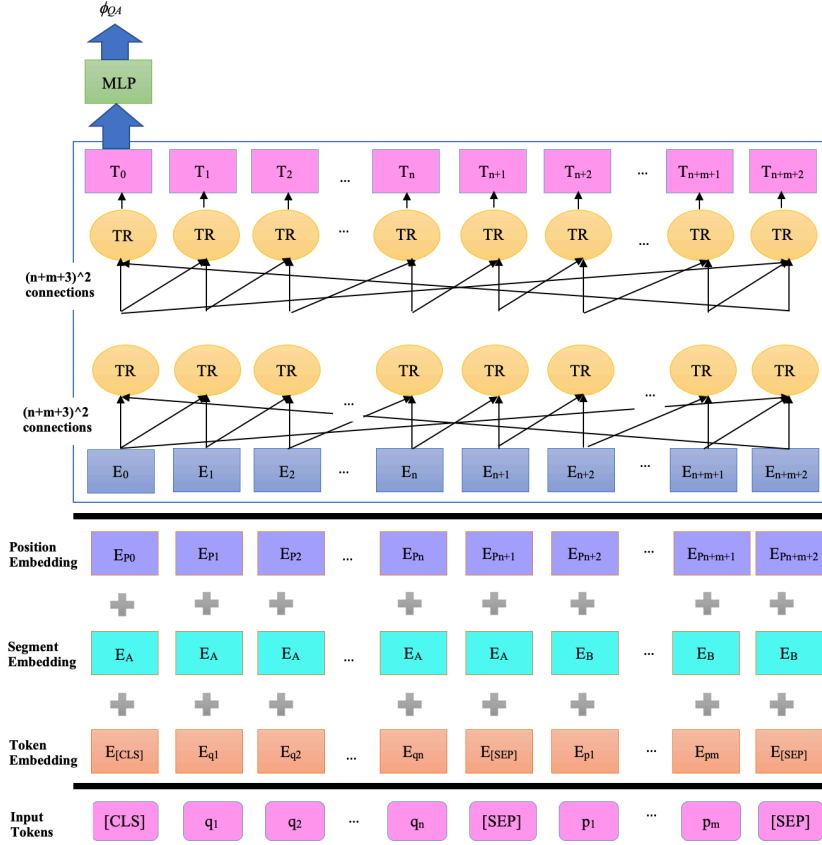 ϕQA
MLP
T0 T1 T2 ... Tn Tn+1 Tn+2 ... Tn+m+1 Tn+m+2
TR TR TR ... TR TR TR ... TR TR
(n+m+3)^2
connections
TR TR TR TR TR TR TR TR
... ...
(n+m+3)^2
connections
...
E0 E1 E2 ... En En+1 En+2 ... En+m+1 En+m+2
Position
Embedding
EP0 EP1 EP2 ... EPn EPn+1 EPn+2 ... EPn+m+1 EPn+m+2
Segment
Embedding
EA EA EA ... EA EA EB ... EB EB
Token
Embedding
E[CLS] Eq1 Eq2 ... Eqn E[SEP] Ep1 ... Epm E[SEP]
Input
Tokens
[CLS] q1 q2 ... qn [SEP] p1 ... pm [SEP]